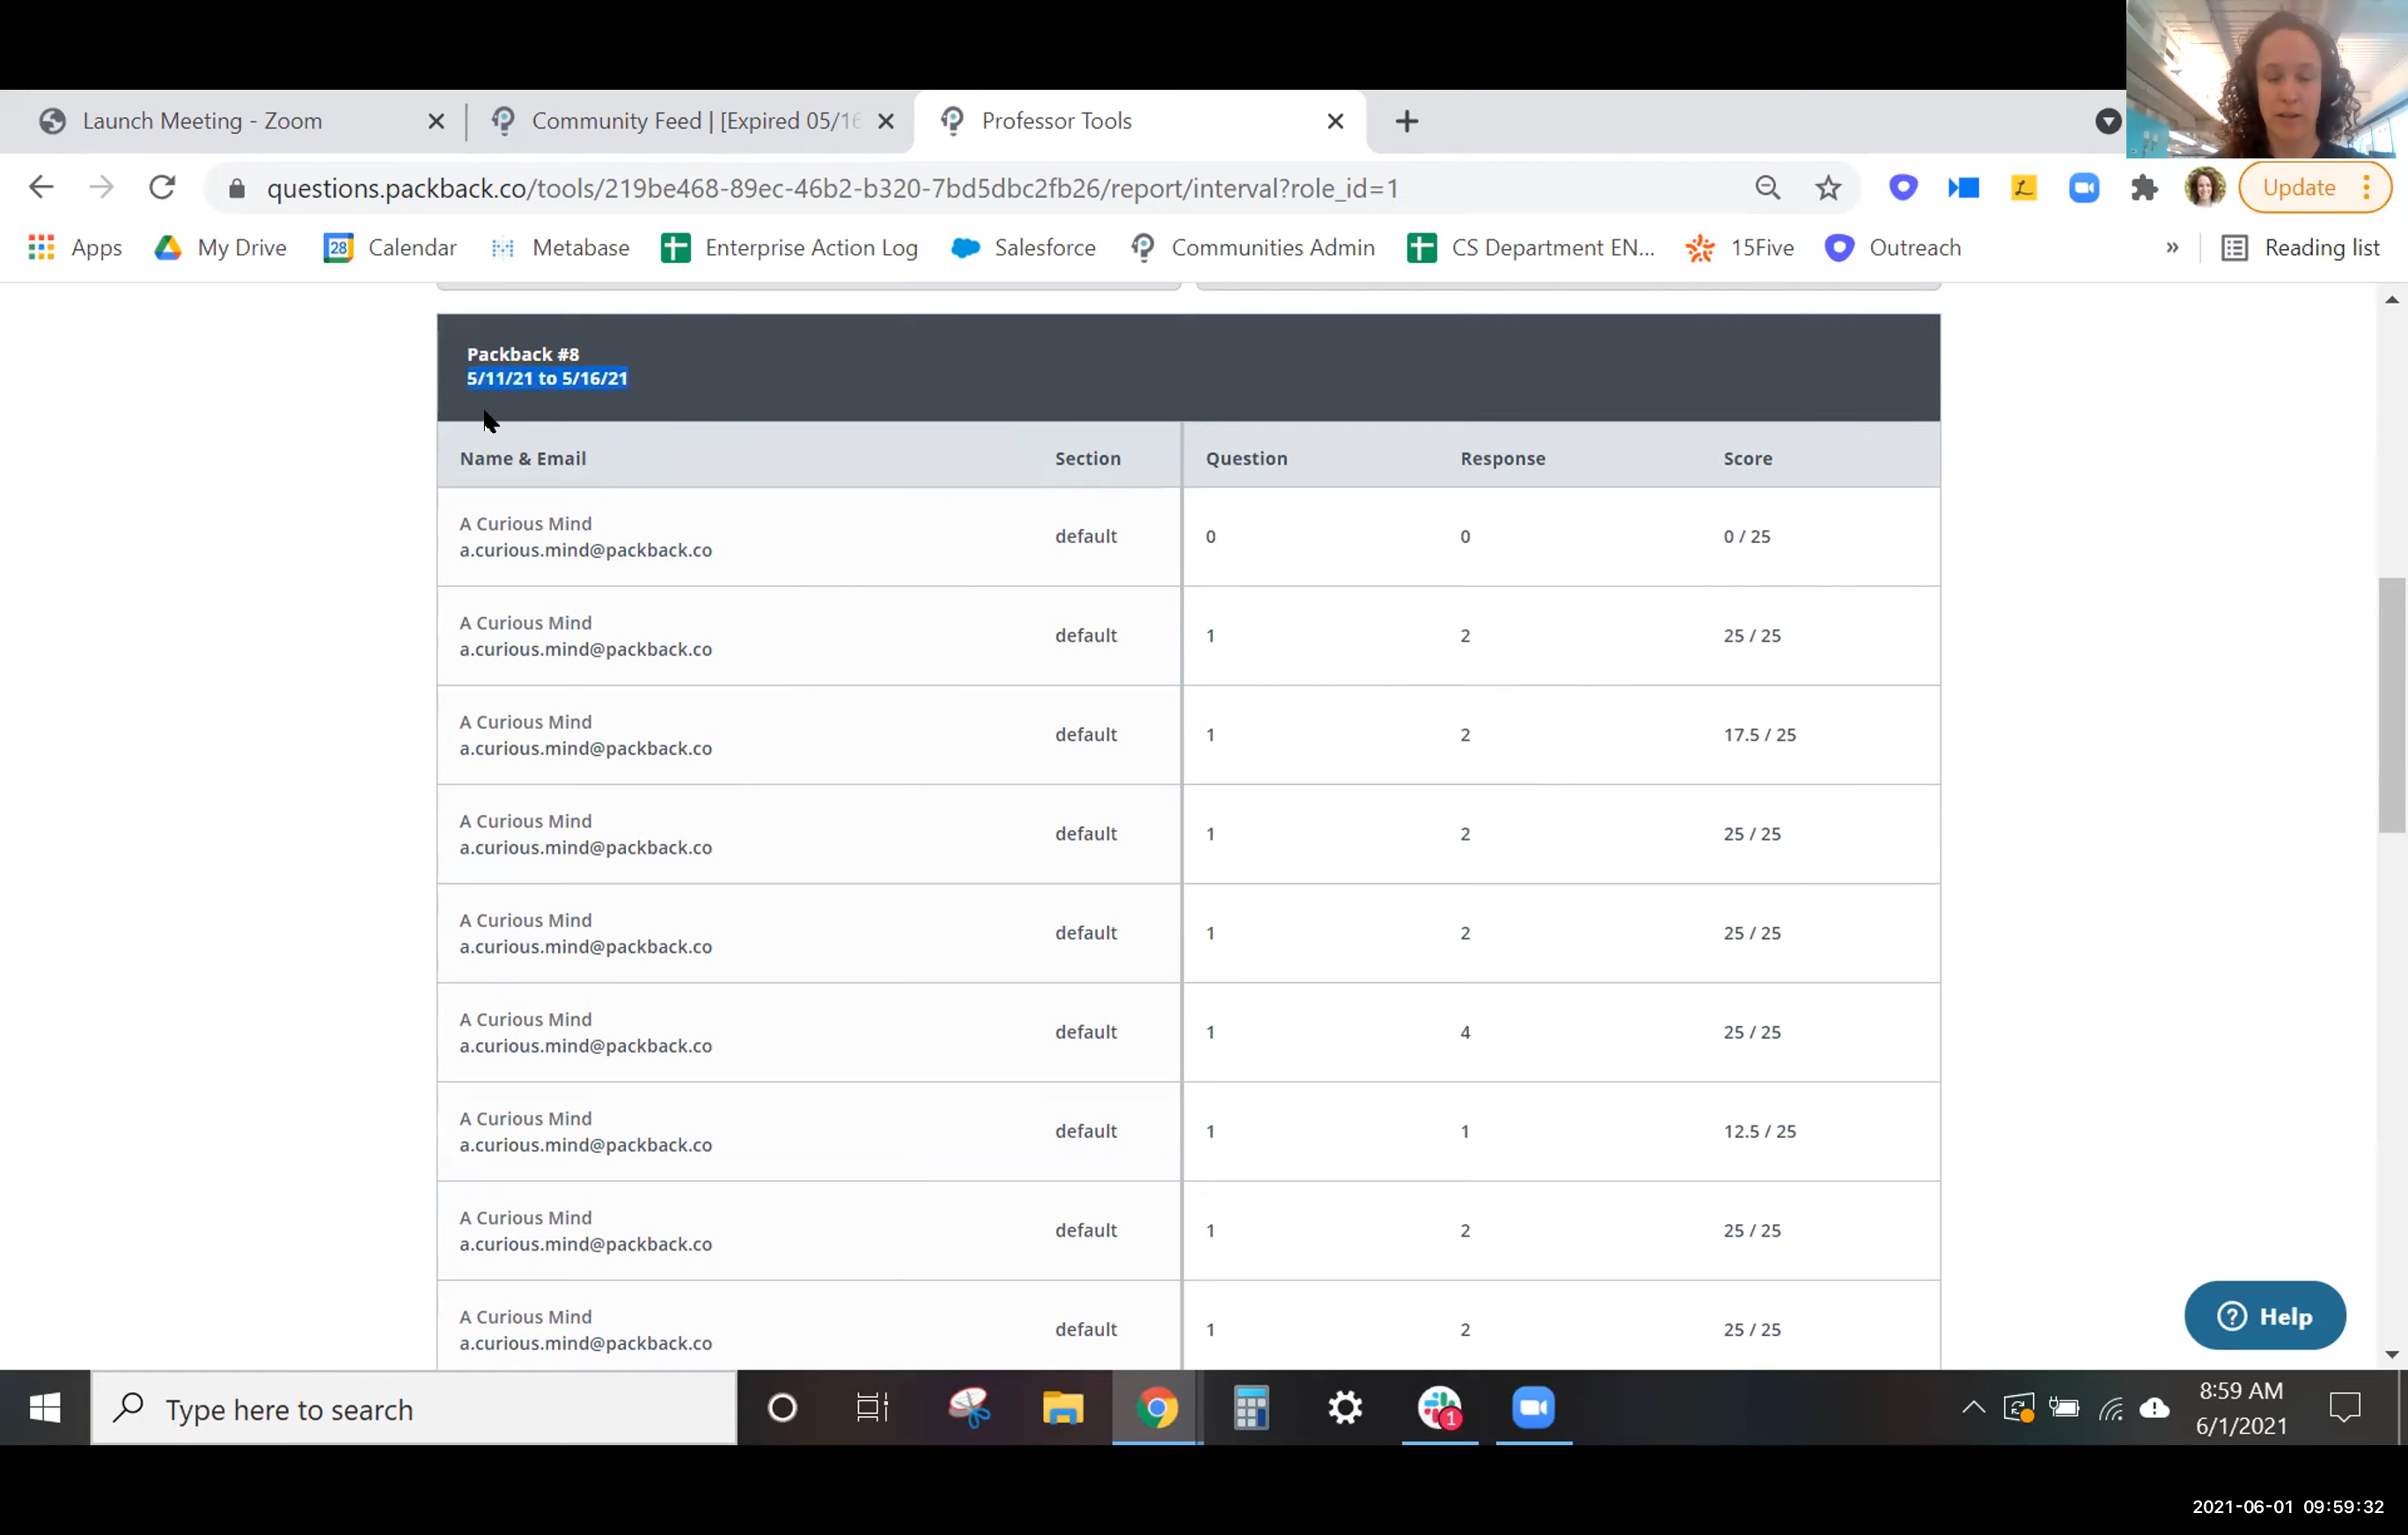 Launch Meeting - Zoom
Community Feed | [Expired 05/16
Professor Tools
questions.packback.co/tools/219be468-89ec-46b2-b320-7bd5dbc2fb26/report/interval?role_id=1
Update
Apps
My Drive
28
Calendar
Metabase
Enterprise Action Log
Salesforce
Communities Admin
CS Department EN...
15Five
Outreach
»
Reading list
Packback #8
5/11/21 to 5/16/21
Name & Email Section Question Response Score
A Curious Mind
a.curious.mind@packback.co
default 0 0 0 / 25
A Curious Mind
a.curious.mind@packback.co
default 1 2 25 / 25
A Curious Mind
a.curious.mind@packback.co
default 1 2 17.5 / 25
A Curious Mind
a.curious.mind@packback.co
default 1 2 25 / 25
A Curious Mind
a.curious.mind@packback.co
default 1 2 25 / 25
A Curious Mind
a.curious.mind@packback.co
default 1 4 25 / 25
A Curious Mind
a.curious.mind@packback.co
default 1 1 12.5 / 25
A Curious Mind
a.curious.mind@packback.co
default 1 2 25 / 25
A Curious Mind
a.curious.mind@packback.co
default 1 2 25 / 25
Help
Type here to search
1
8:59 AM
6/1/2021
2021-06-01 09:59:32